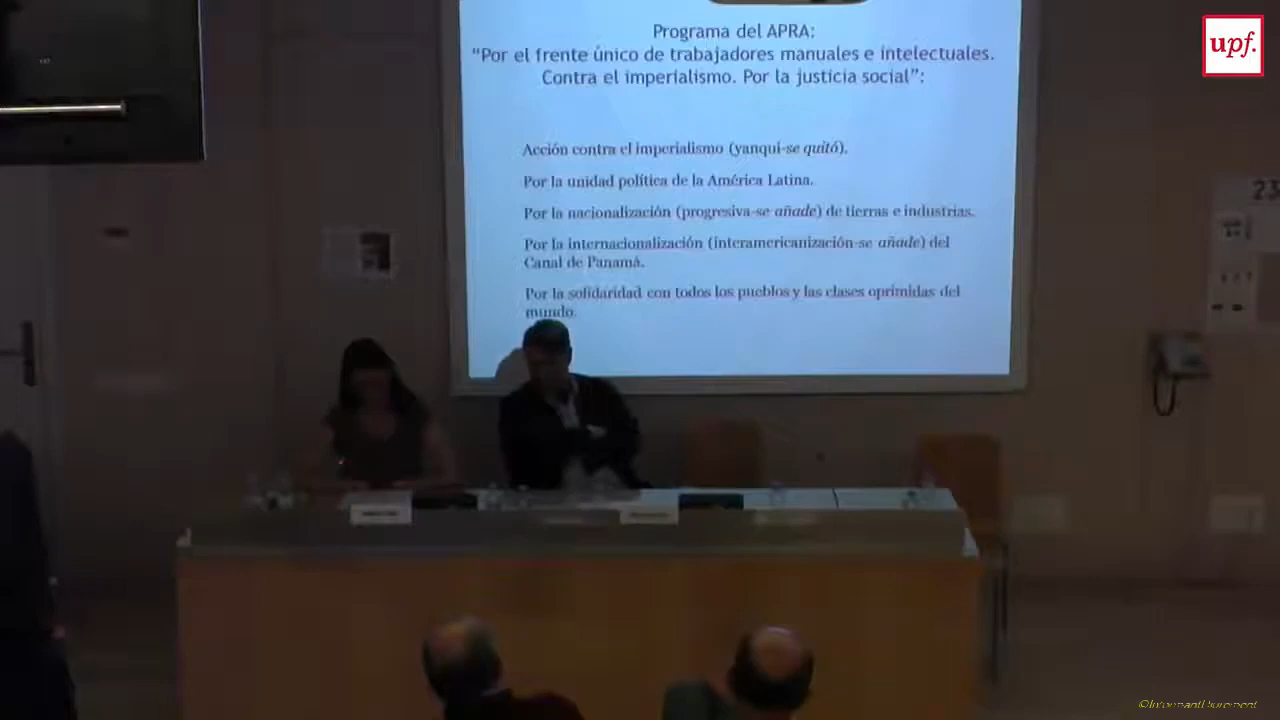 upf.
Programa del APRA:
“Por el frente único de trabajadores manuales e intelectuales.
Contra el imperialismo. Por la justicia social”:
Acción contra el imperialismo (yanqui-se quitó).
Por la unidad política de la América Latina.
Por la nacionalización (progresiva-se añade) de tierras e industrias.
Por la internacionalización (interamericanización-se añade) del
Canal de Panamá.
Por la solidaridad con todos los pueblos y las clases oprimidas del
mundo.
23